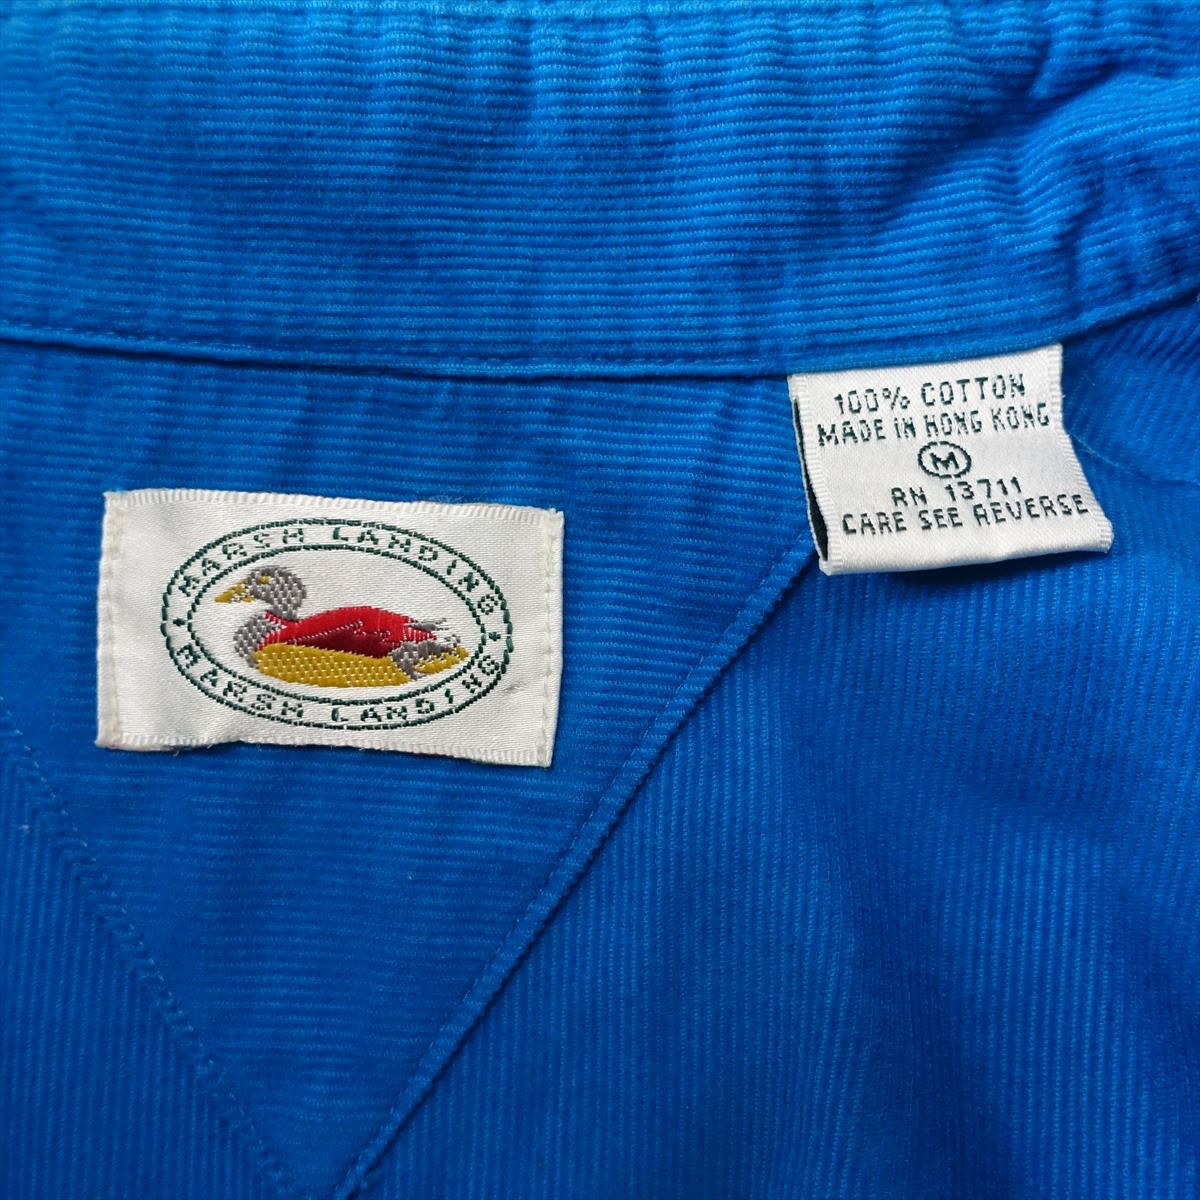 MARSH LANDING
MARSH LANDING
100% COTTON
MADE IN HONG KONG
M
RN 13711
CARE SEE REVERSE